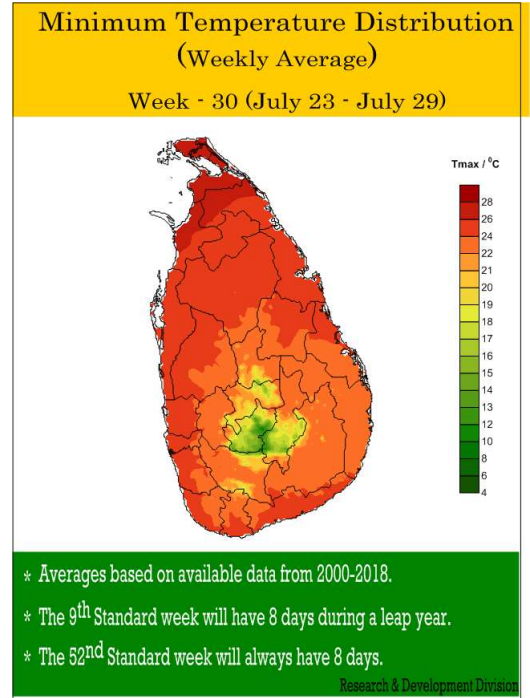 Minimum Temperature Distribution
(Weekly Average)
Week - 30 (July 23 - July 29)
Tmax / ⁰C
28
26
24
22
21
20
19
18
17
16
15
14
13
12
10
8
6
4
* Averages based on available data from 2000-2018.
* The 9th Standard week will have 8 days during a leap year.
* The 52nd Standard week will always have 8 days.
Research & Development Division